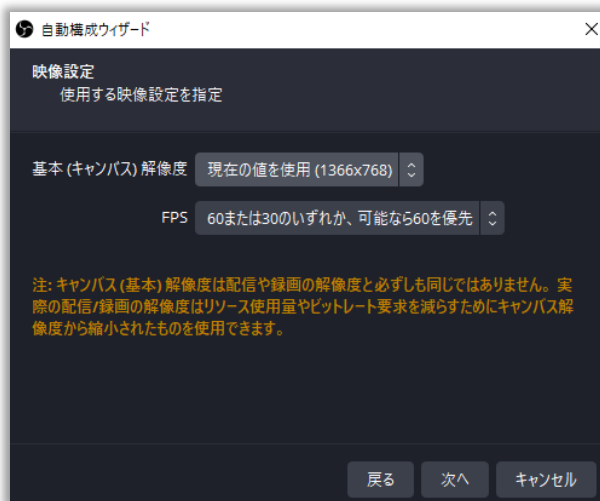 自動構成ウィザード
映像設定
使用する映像設定を指定
基本 (キャンバス) 解像度 現在の値を使用 (1366x768)
FPS 60または30のいずれか、可能なら60を優先
注: キャンバス (基本) 解像度は配信や録画の解像度と必ずしも同じではありません。実
際の配信/録画の解像度はリソース使用量やビットレート要求を減らすためにキャンバス解
像度から縮小されたものを使用できます。
戻る 次へ キャンセル